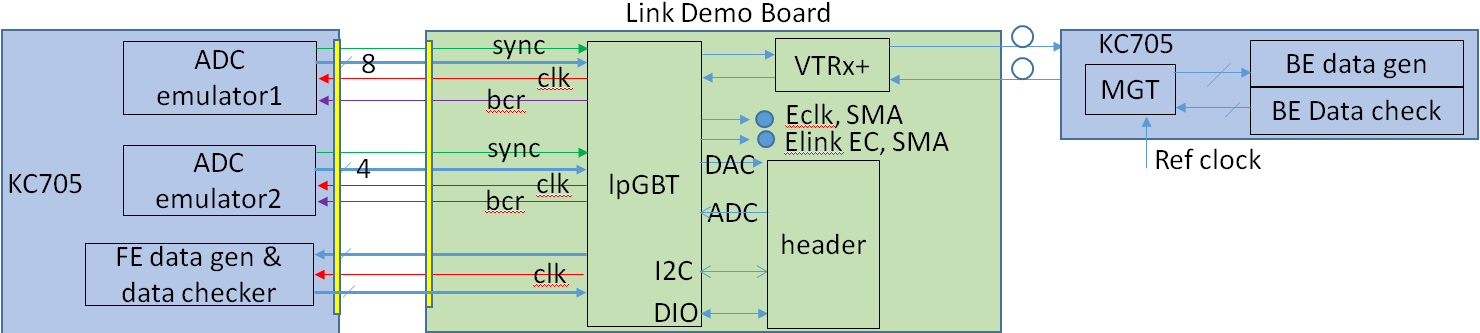 Link Demo Board
KC705
ADC
emulator1
8
sync
clk
bcr
ADC
emulator2
4
sync
clk
bcr
FE data gen &
data checker
clk
lpGBT
VTRx+
Eclk, SMA
Elink EC, SMA
DAC
ADC
I2C
DIO
header
KC705
MGT
BE data gen
BE Data check
Ref clock